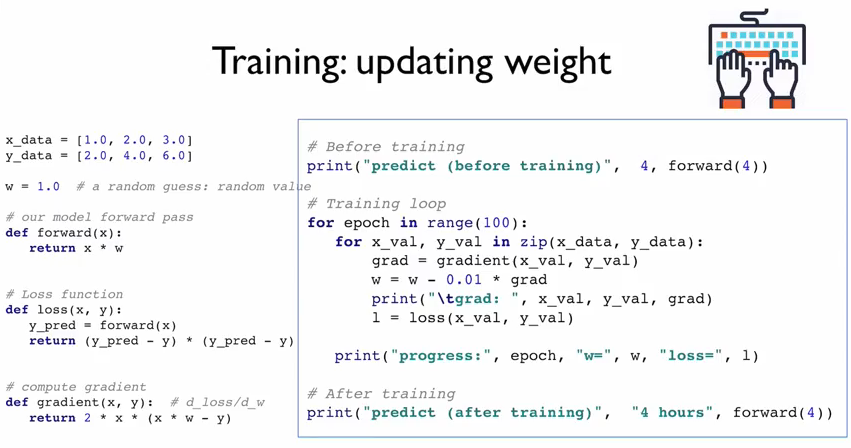 Training: updating weight
x_data = [1.0, 2.0, 3.0]
y_data = [2.0, 4.0, 6.0]
w = 1.0  # a random guess: random value
# our model forward pass
def forward(x):
   return x * w
# Loss function
def loss(x, y):
   y_pred = forward(x)
   return (y_pred - y) * (y_pred - y)
# compute gradient
def gradient(x, y):  # d_loss/d_w
   return 2 * x * (x * w - y)
# Before training
print("predict (before training)",  4, forward(4))
# Training loop
for epoch in range(100):
   for x_val, y_val in zip(x_data, y_data):
       grad = gradient(x_val, y_val)
       w = w - 0.01 * grad
       print("\tgrad: ", x_val, y_val, grad)
       l = loss(x_val, y_val)
   print("progress:", epoch, "w=", w, "loss=", l)
# After training
print("predict (after training)",  "4 hours", forward(4))